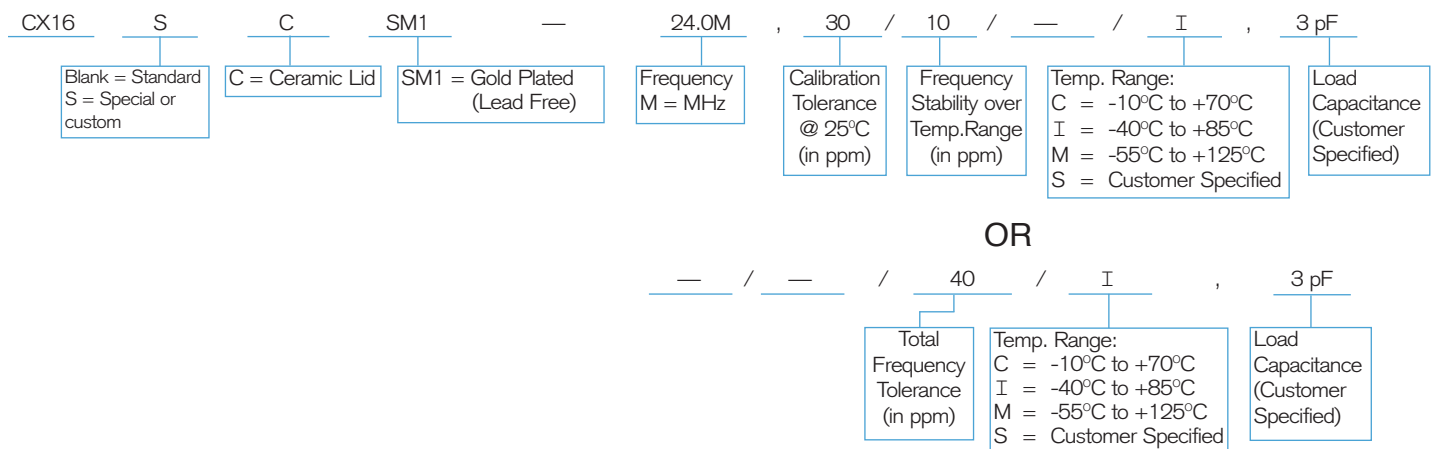 CX16 S C SM1 — 24.0M , 30 / 10 / — / I , 3 pF
Blank = Standard
S = Special or
custom
C = Ceramic Lid
SM1 = Gold Plated
(Lead Free)
Frequency
M = MHz
Calibration
Tolerance
@ 25°C
(in ppm)
Frequency
Stability over
Temp.Range
(in ppm)
Temp. Range:
C = -10°C to +70°C
I = -40°C to +85°C
M = -55°C to +125°C
S = Customer Specified
Load
Capacitance
(Customer
Specified)
OR
— / — / 40 / I , 3 pF
Total
Frequency
Tolerance
(in ppm)
Temp. Range:
C = -10°C to +70°C
I = -40°C to +85°C
M = -55°C to +125°C
S = Customer Specified
Load
Capacitance
(Customer
Specified)